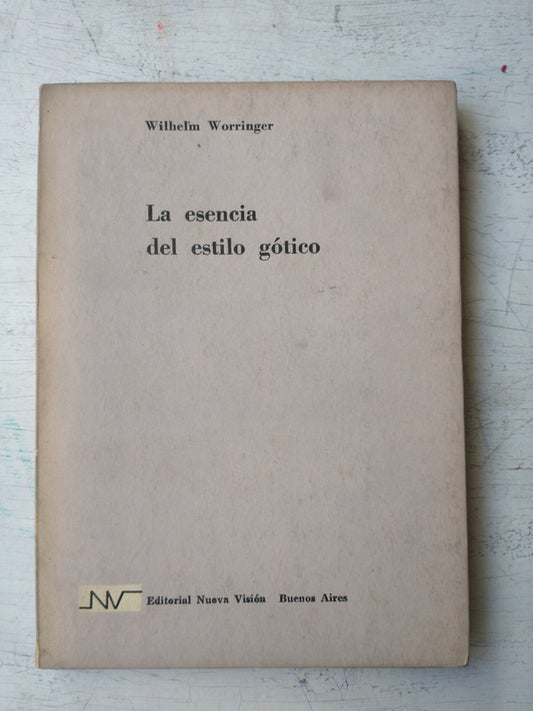 Wilhelm Worringer
La esencia
del estilo gótico
NV Editorial Nueva Visión Buenos Aires